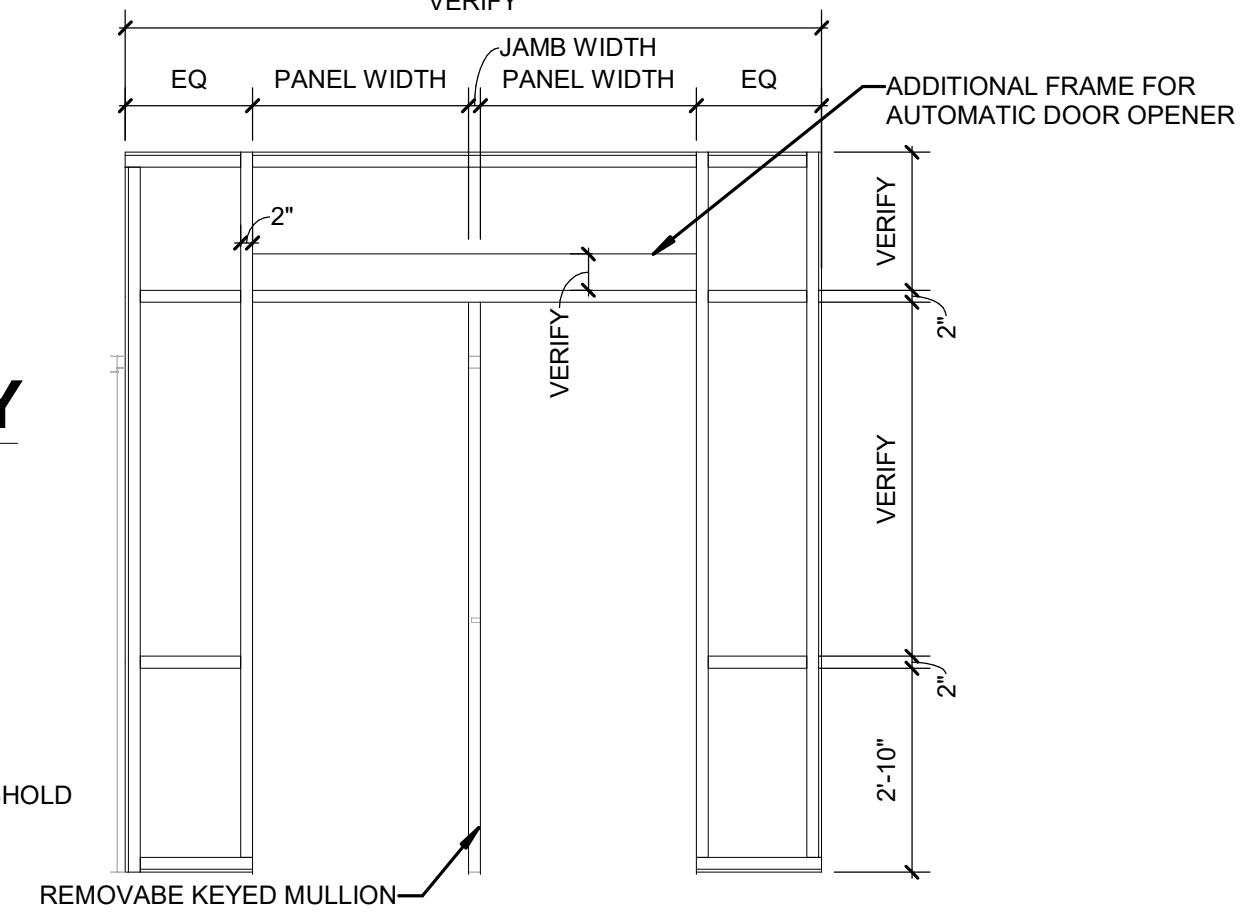 VERIFY
JAMB WIDTH
EQ
PANEL WIDTH
PANEL WIDTH
EQ
ADDITIONAL FRAME FOR
AUTOMATIC DOOR OPENER
2"
VERIFY
VERIFY
2"
Y
VERIFY
2"
2'-10"
HOLD
REMOVABE KEYED MULLION